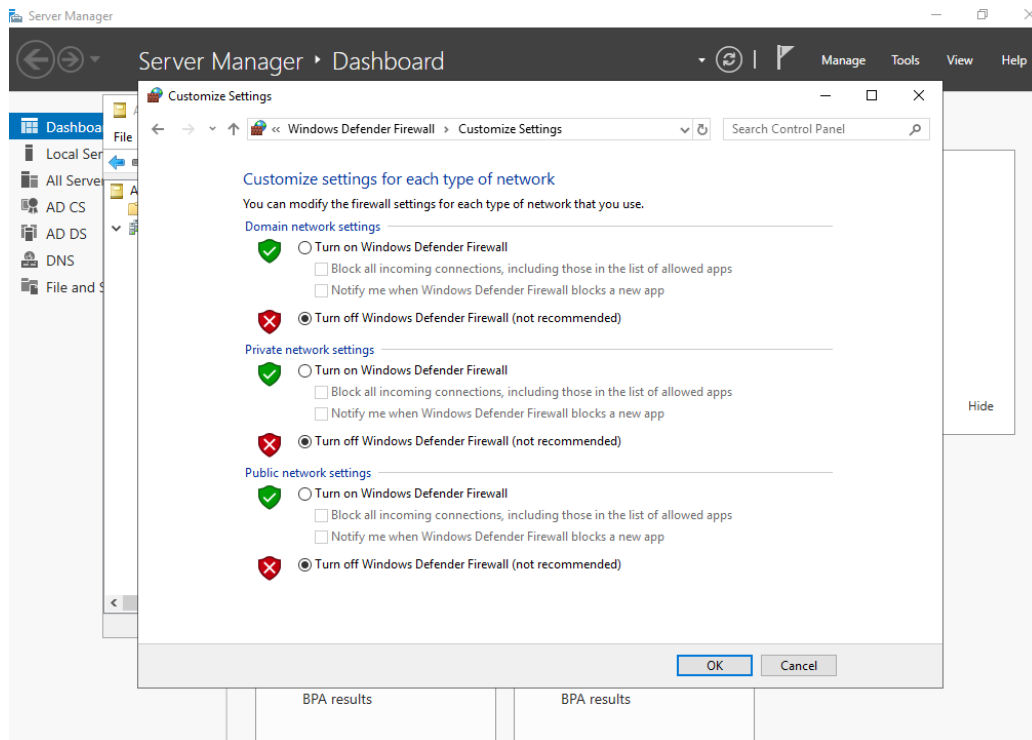 Server Manager
Server Manager • Dashboard
Manage Tools View Help
Customize Settings
Dashboa
File
« Windows Defender Firewall › Customize Settings
Search Control Panel
Local Ser
All Server
AD CS
AD DS
DNS
File and S
A
Customize settings for each type of network
You can modify the firewall settings for each type of network that you use.
Domain network settings
Turn on Windows Defender Firewall
Block all incoming connections, including those in the list of allowed apps
Notify me when Windows Defender Firewall blocks a new app
Turn off Windows Defender Firewall (not recommended)
Private network settings
Turn on Windows Defender Firewall
Block all incoming connections, including those in the list of allowed apps
Notify me when Windows Defender Firewall blocks a new app
Turn off Windows Defender Firewall (not recommended)
Public network settings
Turn on Windows Defender Firewall
Block all incoming connections, including those in the list of allowed apps
Notify me when Windows Defender Firewall blocks a new app
Turn off Windows Defender Firewall (not recommended)
Hide
OK Cancel
BPA results
BPA results